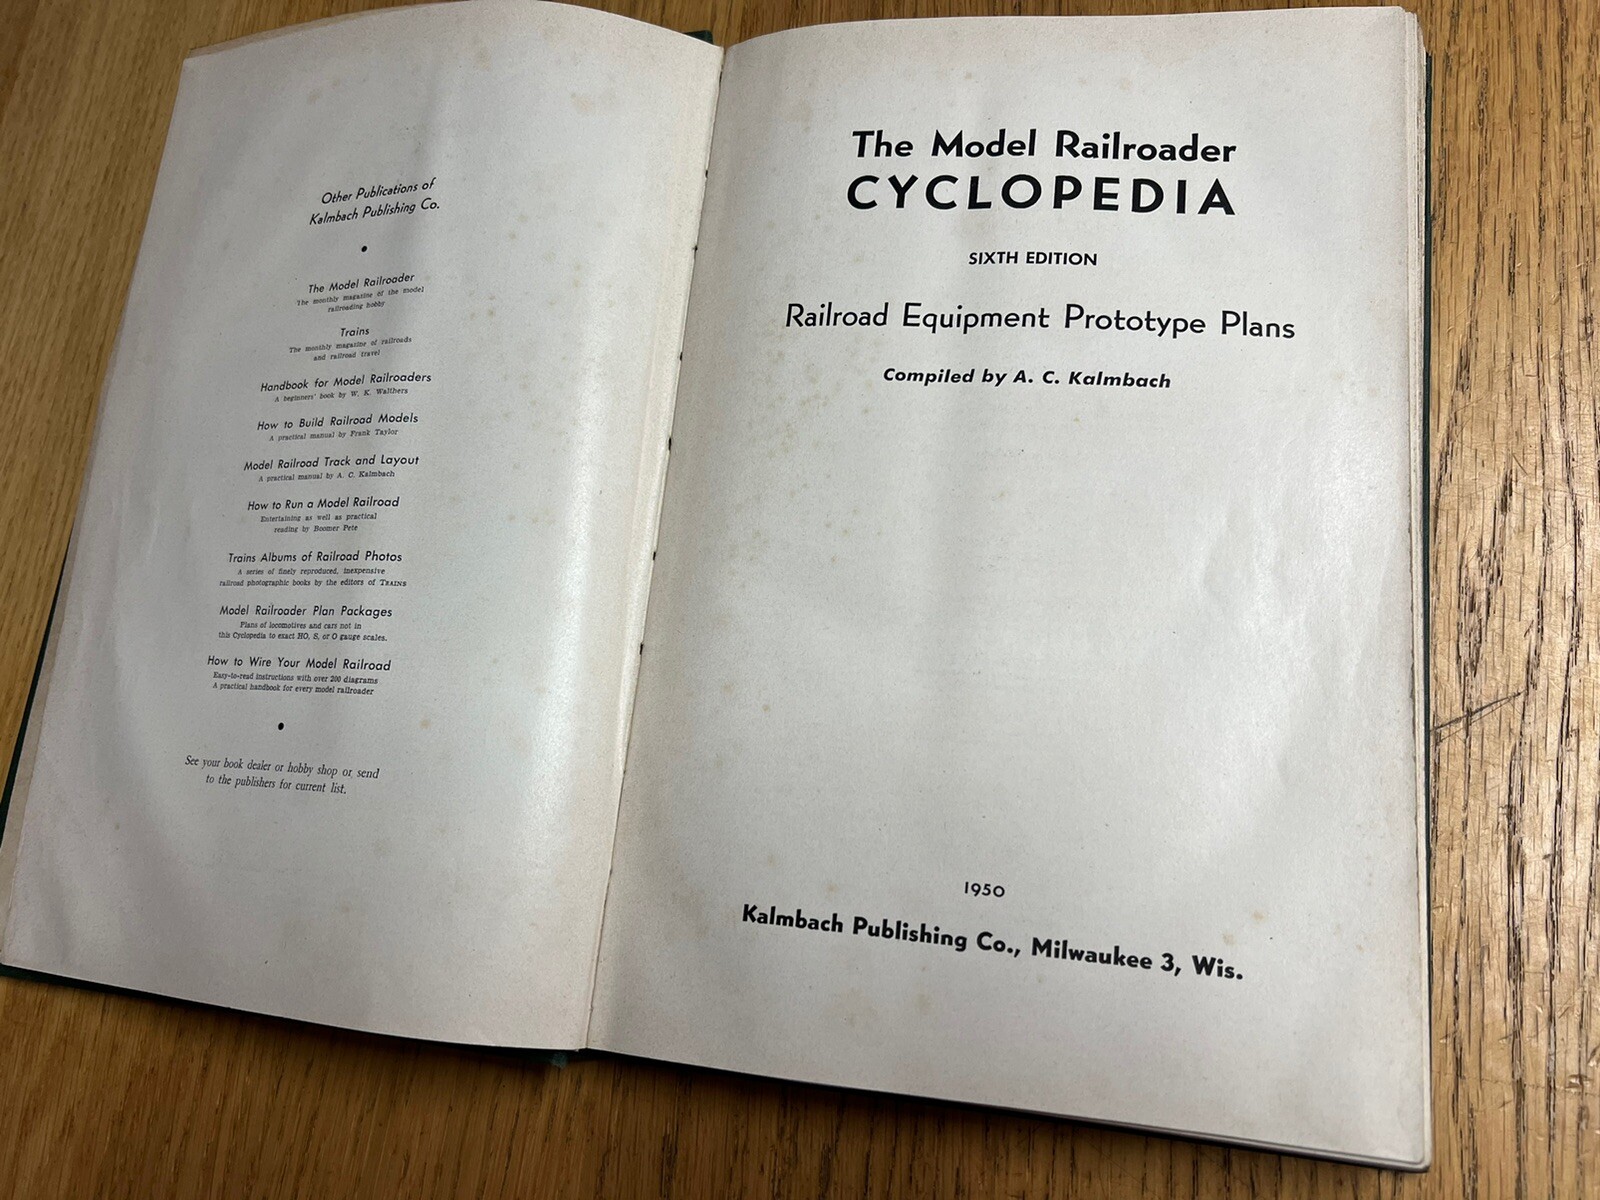 Other Publications of
Kalmbach Publishing Co.
The Model Railroader
The monthly magazine of the model
railroading hobby
Trains
The monthly magazine of railroads
and railroad travel
Handbook for Model Railroaders
A beginners' book by W. K. Walthers
How to Build Railroad Models
A practical manual by Frank Taylor
Model Railroad Track and Layout
A practical manual by A. C. Kalmbach
How to Run a Model Railroad
Entertaining as well as practical
reading by Boomer Pete
Trains Albums of Railroad Photos
A series of finely reproduced, inexpensive
railroad photographic books by the editors of TRAINS
Model Railroader Plan Packages
Plans of locomotives and cars not in
this Cyclopedia to exact HO, S, or O gauge scales.
How to Wire Your Model Railroad
Easy-to-read instructions with over 200 diagrams
A practical handbook for every model railroader
See your book dealer or hobby shop or send
to the publishers for current list.
The Model Railroader
CYCLOPEDIA
SIXTH EDITION
Railroad Equipment Prototype Plans
Compiled by A. C. Kalmbach
1950
Kalmbach Publishing Co., Milwaukee 3, Wis.